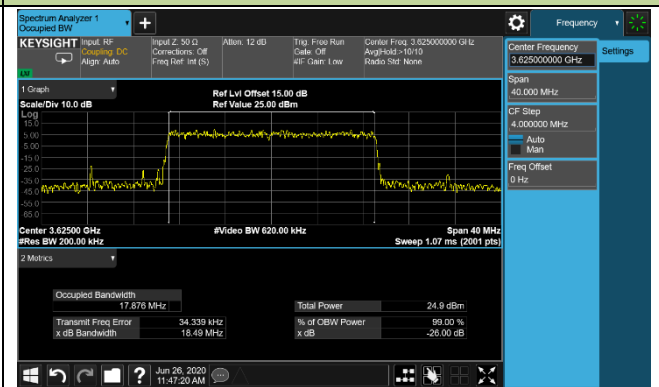 Spectrum Analyzer 1
Occupied BW
+
Frequency
KEYSIGHT
Input: RF
Coupling: DC
Align: Auto
Input Z: 50 Ω
Corrections: Off
Freq Ref: Int (S)
Atten: 12 dB
Trig: Free Run
Gate: Off
#IF Gain: Low
Center Freq: 3.625000000 GHz
Avg|Hold:>10/10
Radio Std: None
Center Frequency
3.625000000 GHz
Settings
Span
40.000 MHz
CF Step
4.000000 MHz
Auto
Man
Freq Offset
0 Hz
1 Graph
Scale/Div 10.0 dB
Ref Lvl Offset 15.00 dB
Ref Value 25.00 dBm
Log
15.0
5.00
-5.00
-15.0
-25.0
-35.0
-45.0
-55.0
-65.0
Center 3.62500 GHz
#Video BW 620.00 kHz
Span 40 MHz
#Res BW 200.00 kHz
Sweep 1.07 ms (2001 pts)
2 Metrics
Occupied Bandwidth
17.876 MHz
Total Power 24.9 dBm
Transmit Freq Error 34.339 kHz
% of OBW Power 99.00 %
x dB Bandwidth 18.49 MHz
x dB -26.00 dB
?
Jun 26, 2020
11:47:20 AM